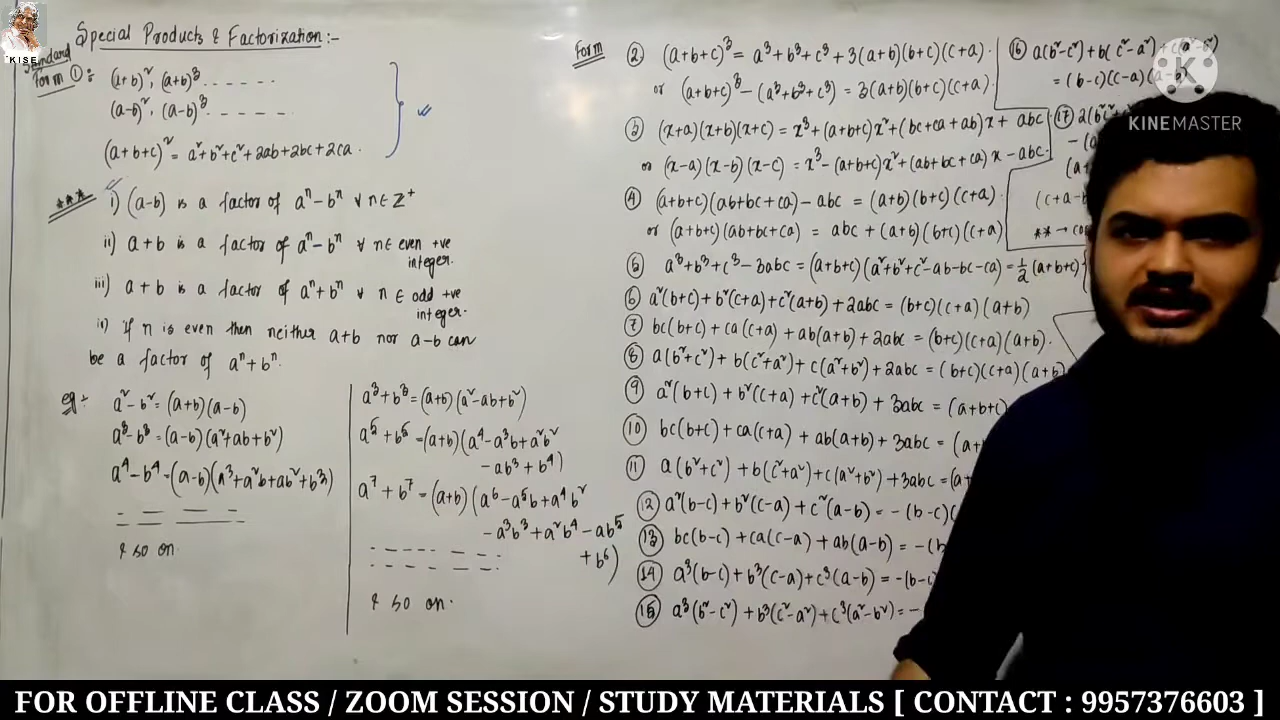 KISE
Special Products & Factorization :-
Standard
Form ① :-
(a+b)², (a+b)³ - - - - -
(a-b)², (a-b)³ - - - - -
(a+b+c)² = a²+b²+c²+2ab+2bc+2ca.
*** i) (a-b) is a factor of aⁿ-bⁿ ∀ n∈Z⁺
ii) a+b is a factor of aⁿ-bⁿ ∀ n∈ even +ve
integer.
iii) a+b is a factor of aⁿ+bⁿ ∀ n ∈ odd +ve
integer.
iv) If n is even then neither a+b nor a-b can
be a factor of aⁿ+bⁿ.
eg :-
a²-b² = (a+b)(a-b)
a³-b³ = (a-b)(a²+ab+b²)
a⁴-b⁴ = (a-b)(a³+a²b+ab²+b³)
& so on.
a³+b³ = (a+b)(a²-ab+b²)
a⁵+b⁵ = (a+b)(a⁴-a³b+a²b²
-ab³+b⁴)
a⁷+b⁷ = (a+b)(a⁶-a⁵b+a⁴b²
-a³b³+a²b⁴-ab⁵
+b⁶)
& so on.
Form ② (a+b+c)³ = a³+b³+c³+3(a+b)(b+c)(c+a).
or (a+b+c)³-(a³+b³+c³) = 3(a+b)(b+c)(c+a).
③ (x+a)(x+b)(x+c) = x³+(a+b+c)x²+(bc+ca+ab)x+abc
or (x-a)(x-b)(x-c) = x³-(a+b+c)x²+(ab+bc+ca)x-abc.
④ (a+b+c)(ab+bc+ca)-abc = (a+b)(b+c)(c+a)
or (a+b+c)(ab+bc+ca) = abc+(a+b)(b+c)(c+a)
⑤ a³+b³+c³-3abc = (a+b+c)(a²+b²+c²-ab-bc-ca) = ½(a+b+c){
⑥ a²(b+c)+b²(c+a)+c²(a+b)+2abc = (b+c)(c+a)(a+b)
⑦ bc(b+c)+ca(c+a)+ab(a+b)+2abc = (b+c)(c+a)(a+b).
⑧ a(b²+c²)+b(c²+a²)+c(a²+b²)+2abc = (b+c)(c+a)(a+b)
⑨ a²(b+c)+b²(c+a)+c²(a+b)+3abc = (a+b+c)
⑩ bc(b+c)+ca(c+a)+ab(a+b)+3abc = (a+
⑪ a(b²+c²)+b(c²+a²)+c(a²+b²)+3abc = (a+
⑫ a²(b-c)+b²(c-a)+c²(a-b) = -(b-c)(
⑬ bc(b-c)+ca(c-a)+ab(a-b) = -(b-
⑭ a³(b-c)+b³(c-a)+c³(a-b) = -(b-c)
⑮ a³(b²-c²)+b³(c²-a²)+c³(a²-b²) = -
⑯ a(b²-c²)+b(c²-a²)+c(a²-b²)
= (b-c)(c-a)(a-b)
⑰
(c+a-b
** →
KINEMASTER
FOR OFFLINE CLASS / ZOOM SESSION / STUDY MATERIALS [ CONTACT : 9957376603 ]